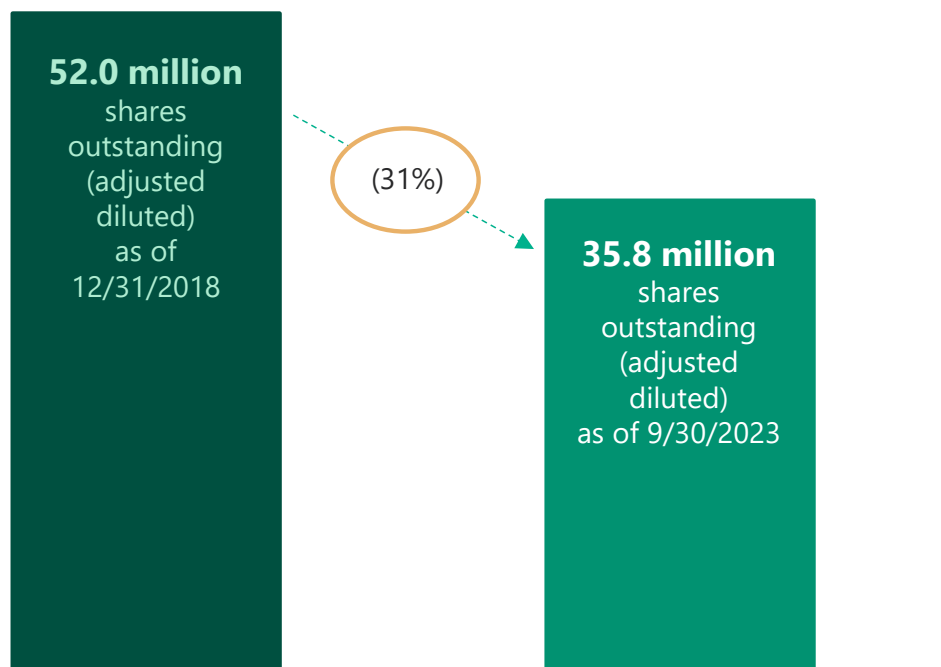 52.0 million
shares
outstanding
(adjusted
diluted)
as of
12/31/2018
(31%)
35.8 million
shares
outstanding
(adjusted
diluted)
as of 9/30/2023